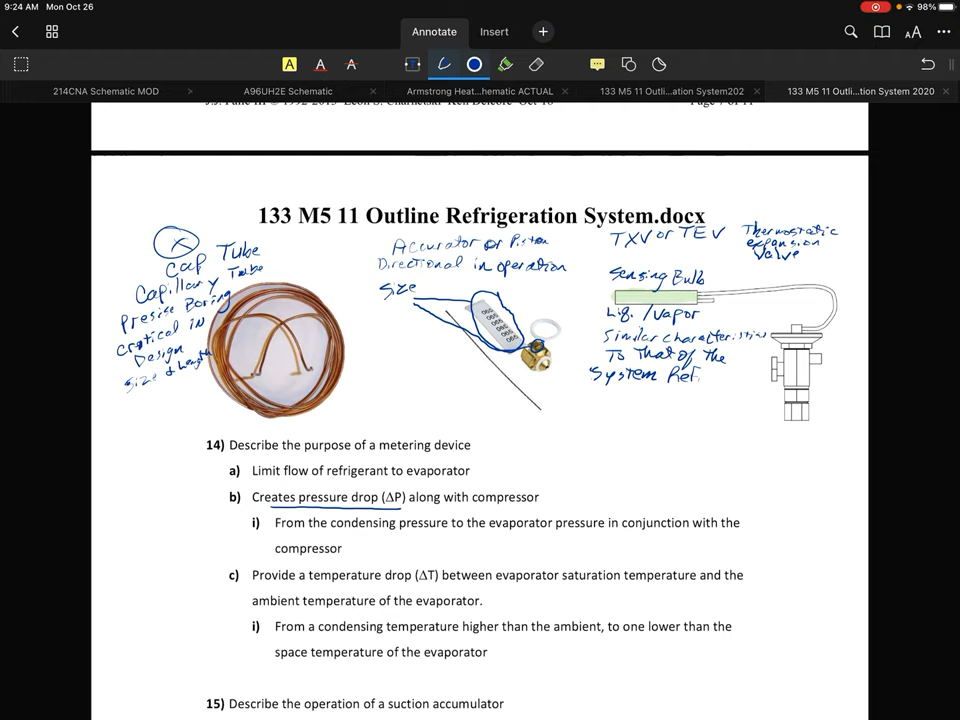 9:24 AM Mon Oct 26
98%
Annotate
Insert
AA
A A A
214CNA Schematic MOD
A96UH2E Schematic
Armstrong Heat...hematic ACTUAL
133 M5 11 Outli...ation System202
133 M5 11 Outli...tion System 2020
133 M5 11 Outline Refrigeration System.docx
X
Cap Tube
Capillary Tube
Presise Boring
Crotical in
Design
Size & Length
Accurator or Piston
Directional in operation
Size
065
065
065
065
065
TXV or TEV
Thermostatic
expansion
Valve
Sensing Bulb
Liq. / Vapor
Similar characteristics
To That of the
System Ref.
14) Describe the purpose of a metering device
a) Limit flow of refrigerant to evaporator
b) Creates pressure drop (ΔP) along with compressor
i) From the condensing pressure to the evaporator pressure in conjunction with the
compressor
c) Provide a temperature drop (ΔT) between evaporator saturation temperature and the
ambient temperature of the evaporator.
i) From a condensing temperature higher than the ambient, to one lower than the
space temperature of the evaporator
15) Describe the operation of a suction accumulator